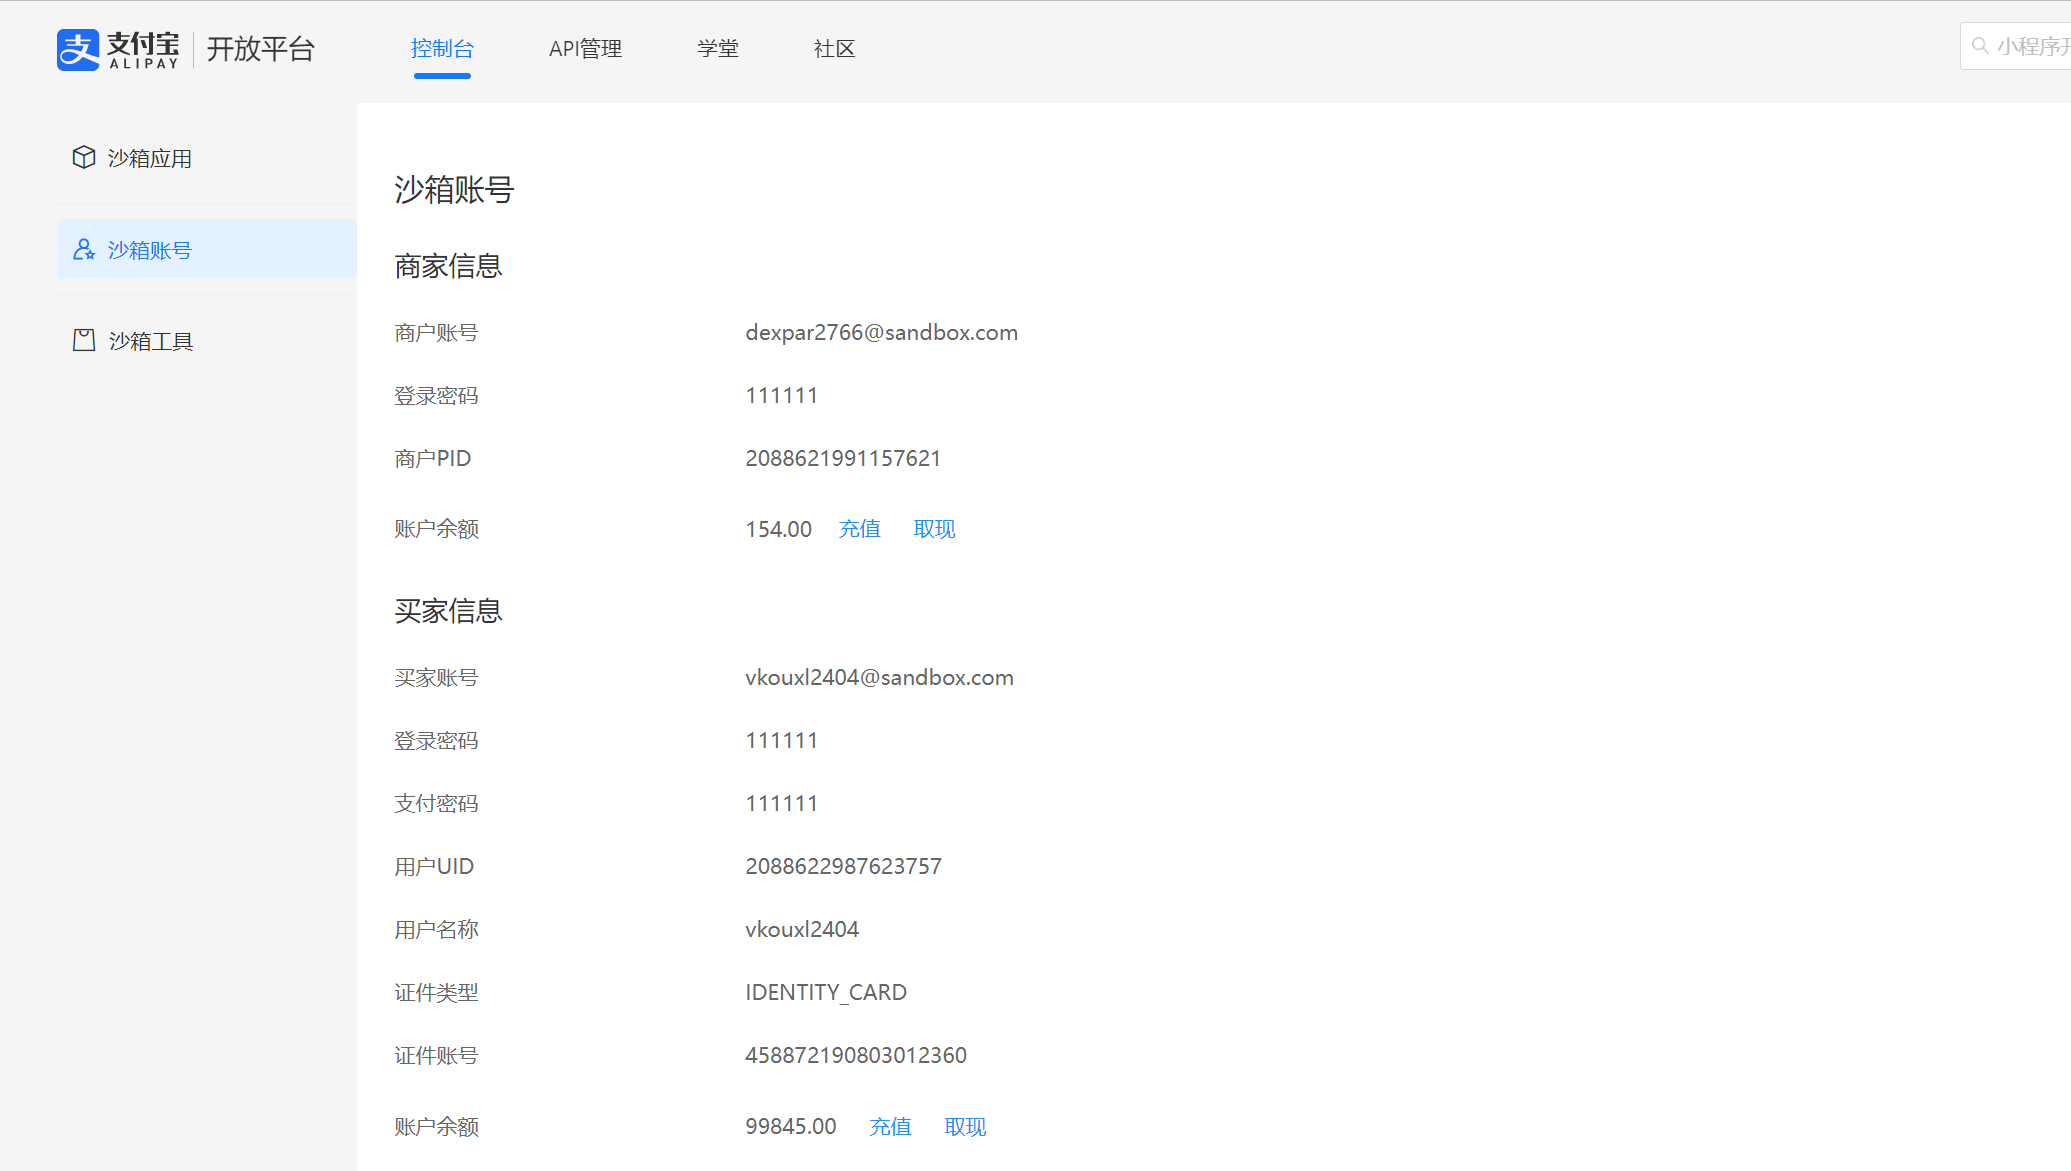 支付宝 ALIPAY 开放平台 控制台 API管理 学堂 社区 小程序开
沙箱应用
沙箱账号
沙箱工具
沙箱账号
商家信息
商户账号 dexpar2766@sandbox.com
登录密码 111111
商户PID 2088621991157621
账户余额 154.00 充值 取现
买家信息
买家账号 vkouxl2404@sandbox.com
登录密码 111111
支付密码 111111
用户UID 2088622987623757
用户名称 vkouxl2404
证件类型 IDENTITY_CARD
证件账号 458872190803012360
账户余额 99845.00 充值 取现